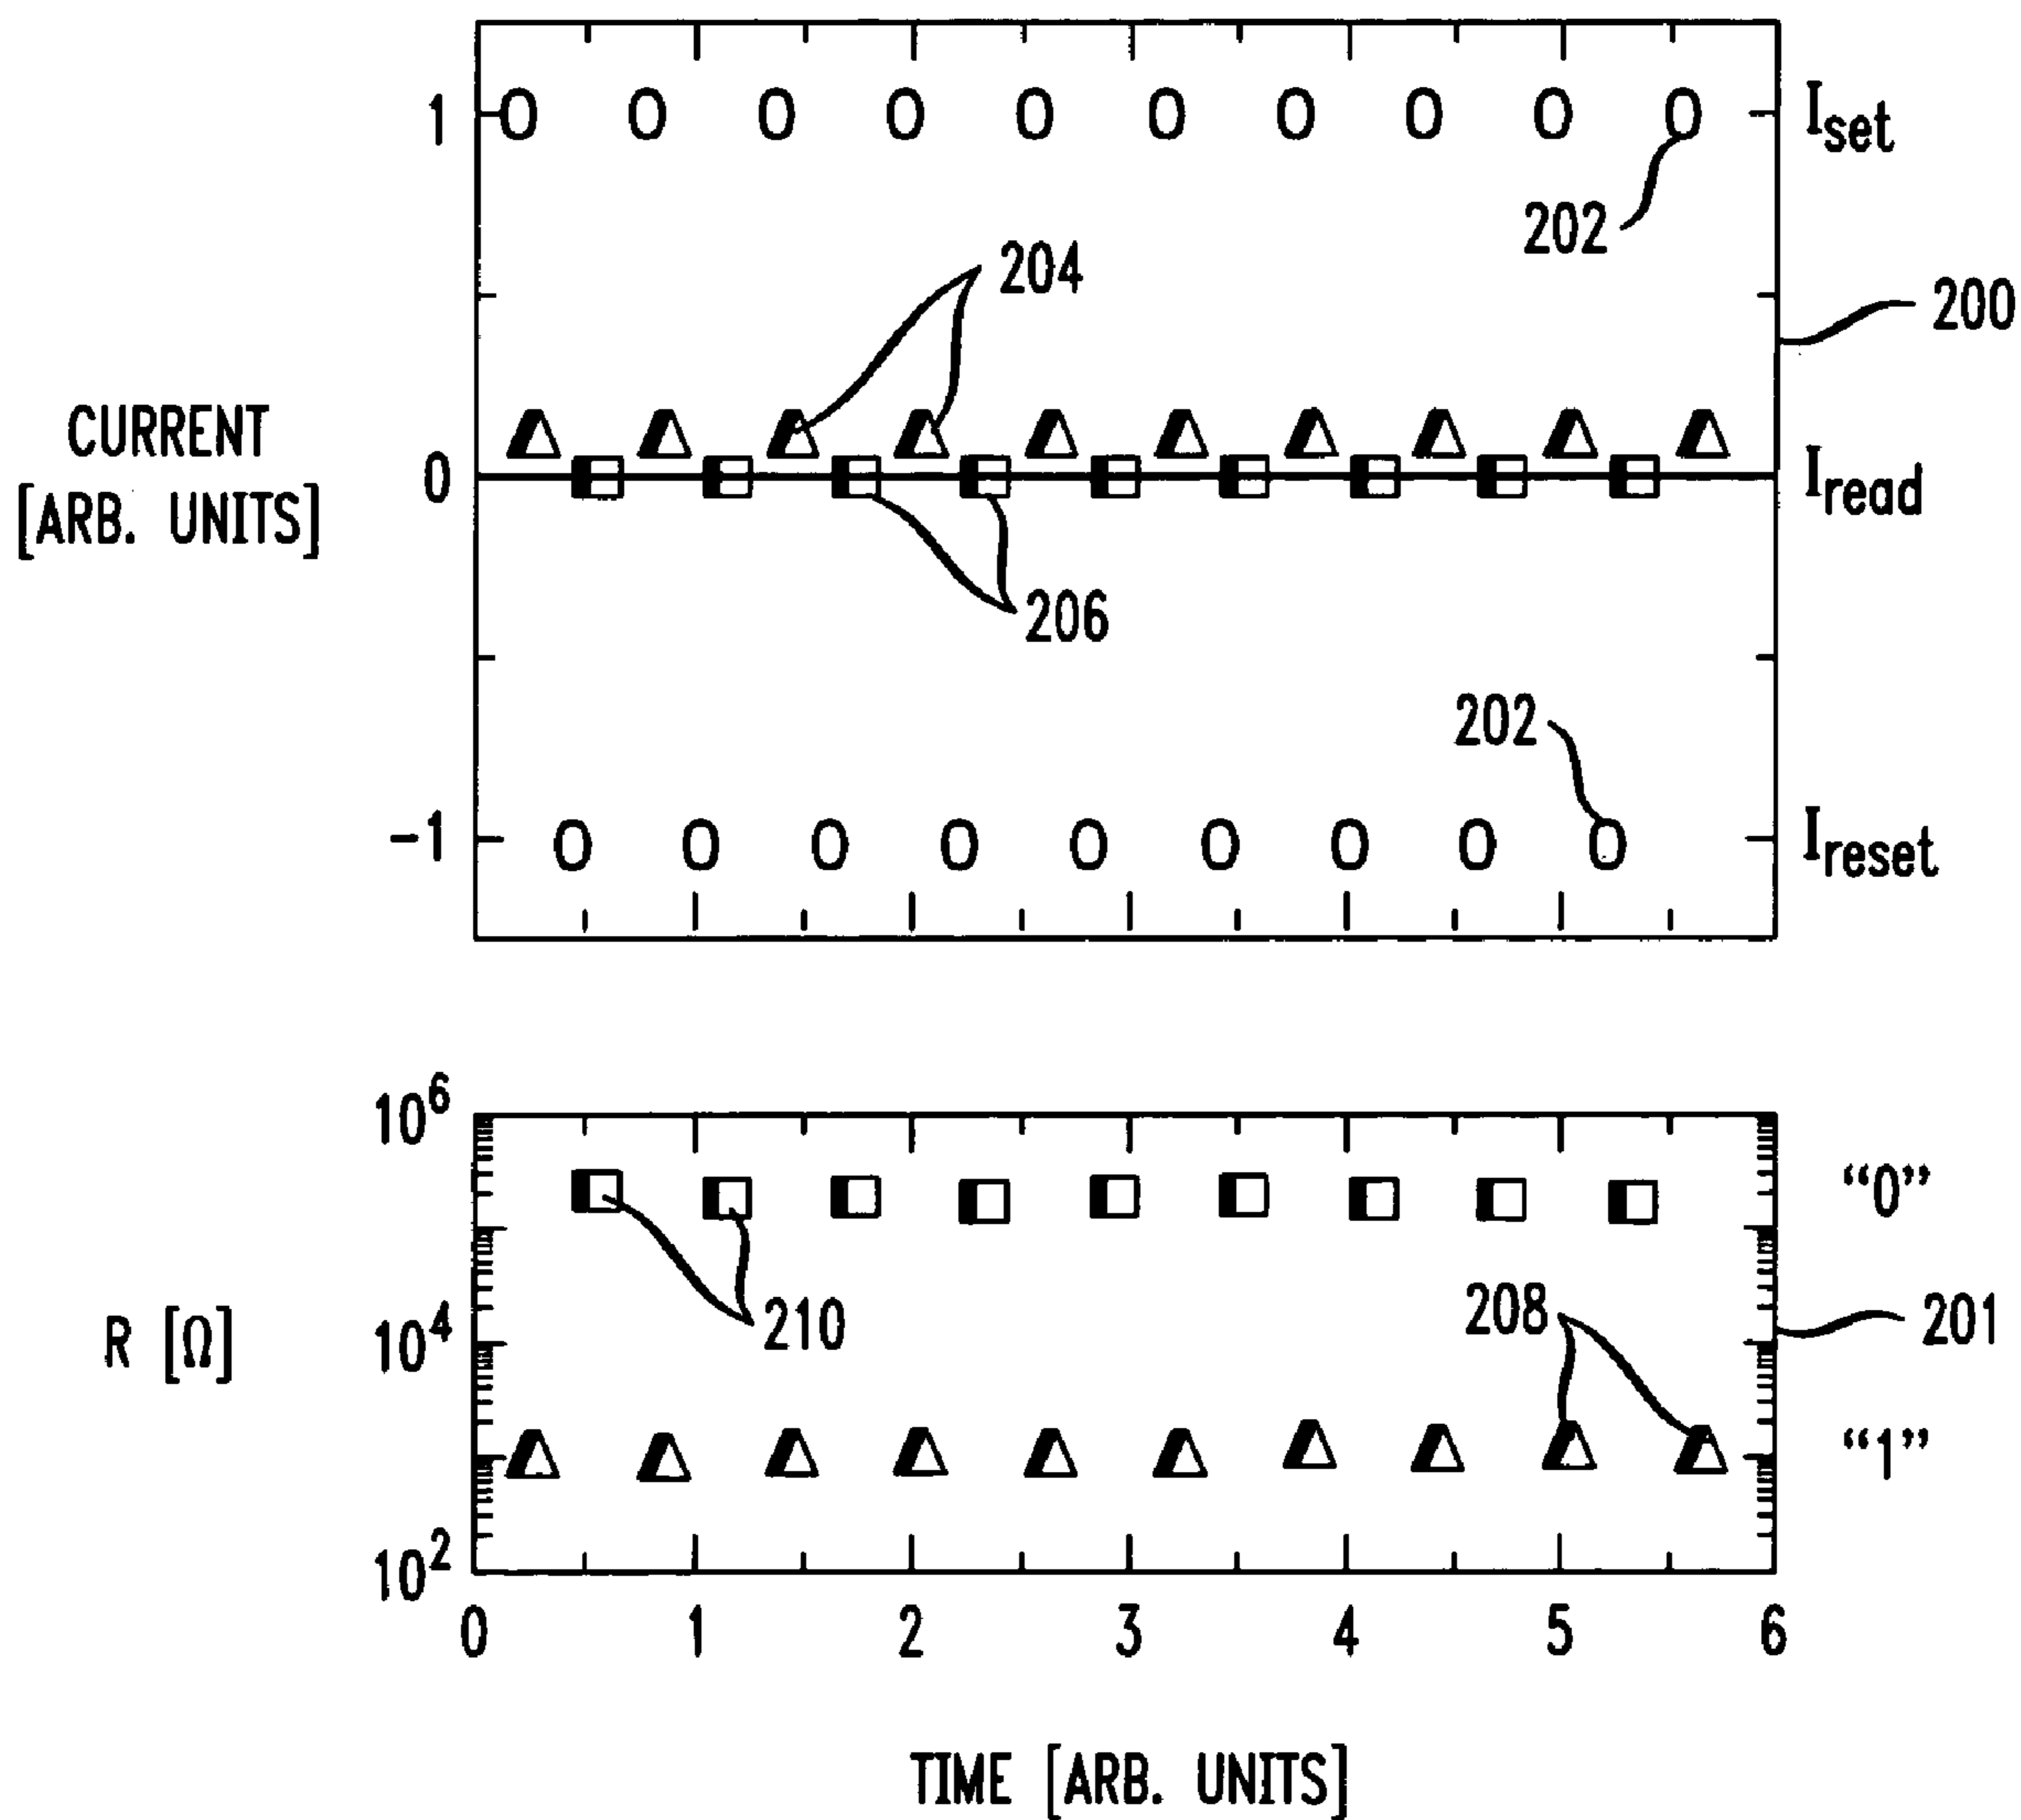 1
I_set
202
204
200
CURRENT
[ARB. UNITS]
0
I_read
206
202
-1
I_reset
10^6
"0"
210
208
201
R [Ω]
10^4
"1"
10^2
0 1 2 3 4 5 6
TIME [ARB. UNITS]